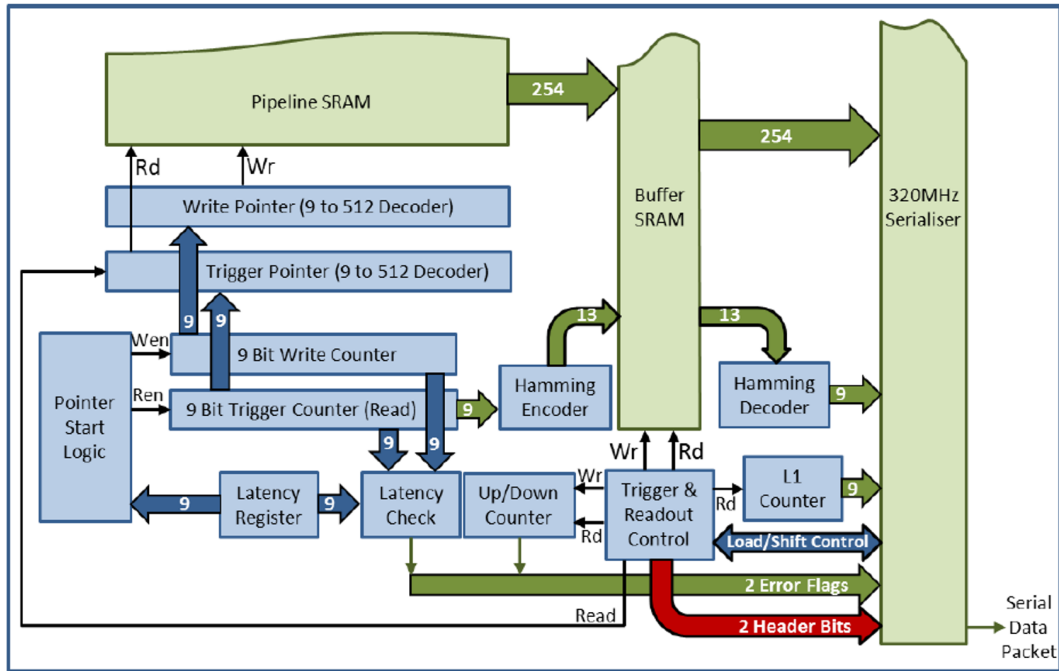 Pipeline SRAM
254
254
Rd
Wr
Buffer
SRAM
320MHz
Serialiser
Write Pointer (9 to 512 Decoder)
Trigger Pointer (9 to 512 Decoder)
9
9
13
13
Wen
9 Bit Write Counter
Ren
9 Bit Trigger Counter (Read)
9
Pointer
Start
Logic
Hamming
Encoder
Hamming
Decoder
9
9
9
Wr
Rd
9
Latency
Register
9
Latency
Check
Up/Down
Counter
Wr
Rd
Trigger &
Readout
Control
Rd
L1
Counter
9
Load/Shift Control
2 Error Flags
Read
2 Header Bits
Serial
Data
Packet